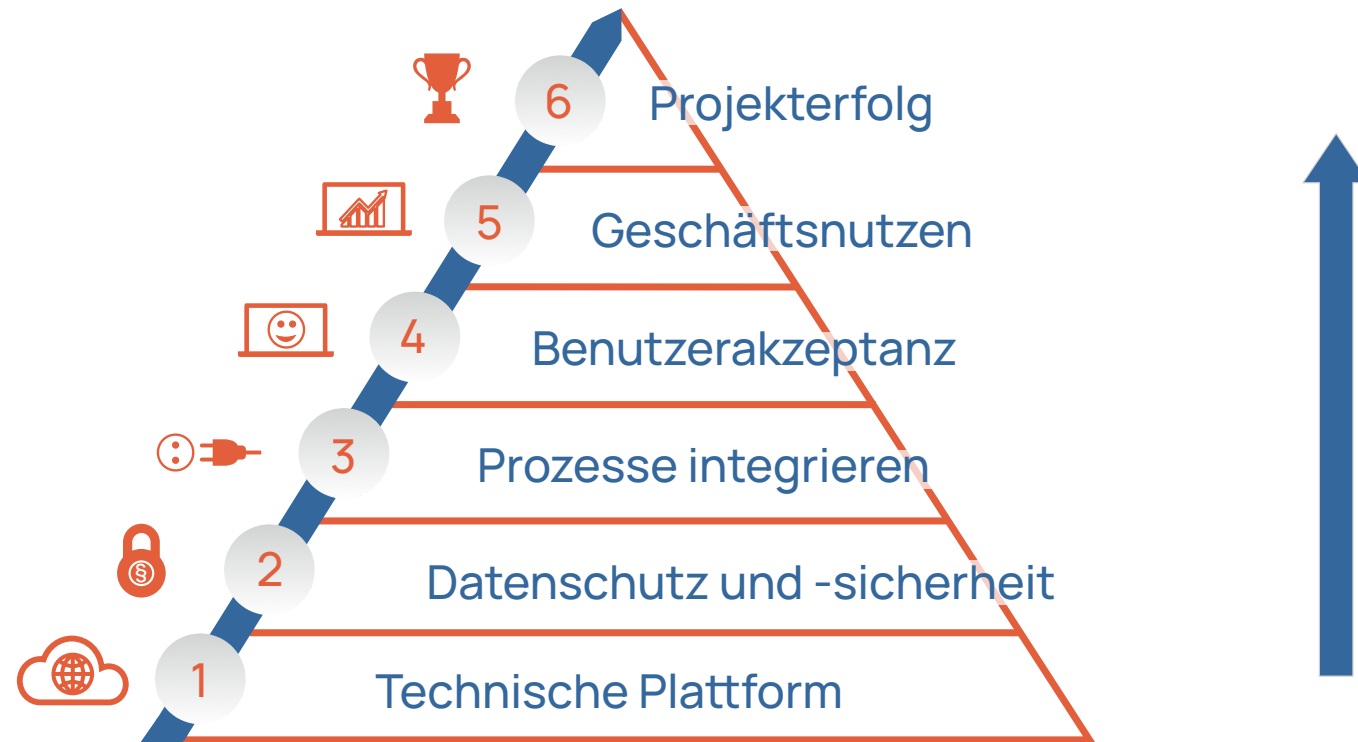 6 Projekterfolg
5 Geschäftsnutzen
4 Benutzerakzeptanz
3 Prozesse integrieren
§
2 Datenschutz und -sicherheit
1 Technische Plattform